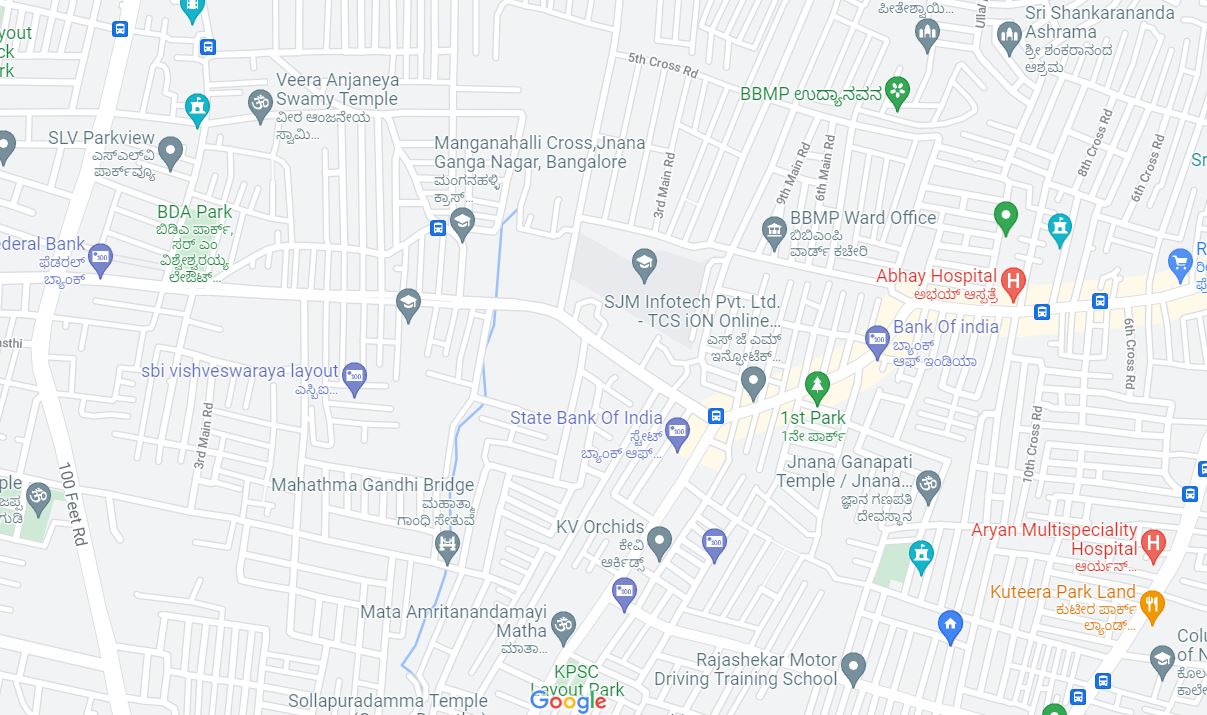 yout
ck
rk
Veera Anjaneya
Swamy Temple
ವೀರ ಆಂಜನೇಯ
ಸ್ವಾಮಿ...
SLV Parkview
ಎಸ್ಎಲ್‌ವಿ
ಪಾರ್ಕ್‌ವ್ಯೂ
BDA Park
ಬಿಡಿಎ ಪಾರ್ಕ್,
ಸರ್ ಎಂ
ವಿಶ್ವೇಶ್ವರಯ್ಯ
ಲೇಔಟ್...
ederal Bank
ಫೆಡರಲ್
ಬ್ಯಾಂಕ್
Manganahalli Cross,Jnana
Ganga Nagar, Bangalore
ಮಂಗನಹಳ್ಳಿ
ಕ್ರಾಸ್...
5th Cross Rd
3rd Main Rd
ಪೀತೇಶ್ವಾಯಿ...
Sri Shankarananda
Ashrama
ಶ್ರೀ ಶಂಕರಾನಂದ
ಆಶ್ರಮ
BBMP ಉದ್ಯಾನವನ
9th Main Rd
6th Main Rd
8th Cross Rd
6th Cross Rd
BBMP Ward Office
ಬಿಬಿಎಂಪಿ
ವಾರ್ಡ್ ಕಚೇರಿ
Abhay Hospital
ಅಭಯ್ ಆಸ್ಪತ್ರೆ
SJM Infotech Pvt. Ltd.
- TCS iON Online...
ಎಸ್ ಜೆ ಎಮ್
ಇನ್ಫೋಟೆಕ್...
Bank Of india
ಬ್ಯಾಂಕ್
ಆಫ್ ಇಂಡಿಯಾ
6th Cross Rd
sbi vishveswaraya layout
ಎಸ್ಬಿಐ...
3rd Main Rd
State Bank Of India
ಸ್ಟೇಟ್
ಬ್ಯಾಂಕ್ ಆಫ್...
1st Park
1ನೇ ಪಾರ್ಕ್
10th Cross Rd
Jnana Ganapati
Temple / Jnana...
ಜ್ಞಾನ ಗಣಪತಿ
ದೇವಸ್ಥಾನ
100 Feet Rd
Mahathma Gandhi Bridge
ಮಹಾತ್ಮಾ
ಗಾಂಧಿ ಸೇತುವೆ
KV Orchids
ಕೇವಿ
ಆರ್ಕಿಡ್ಸ್
Aryan Multispeciality
Hospital
ಆರ್ಯನ್...
Kuteera Park Land
ಕುಟೀರ ಪಾರ್ಕ್
ಲ್ಯಾಂಡ್...
Mata Amritanandamayi
Matha
ಮಾತಾ...
KPSC
Layout Park
Rajashekar Motor
Driving Training School
Sollapuradamma Temple
Google